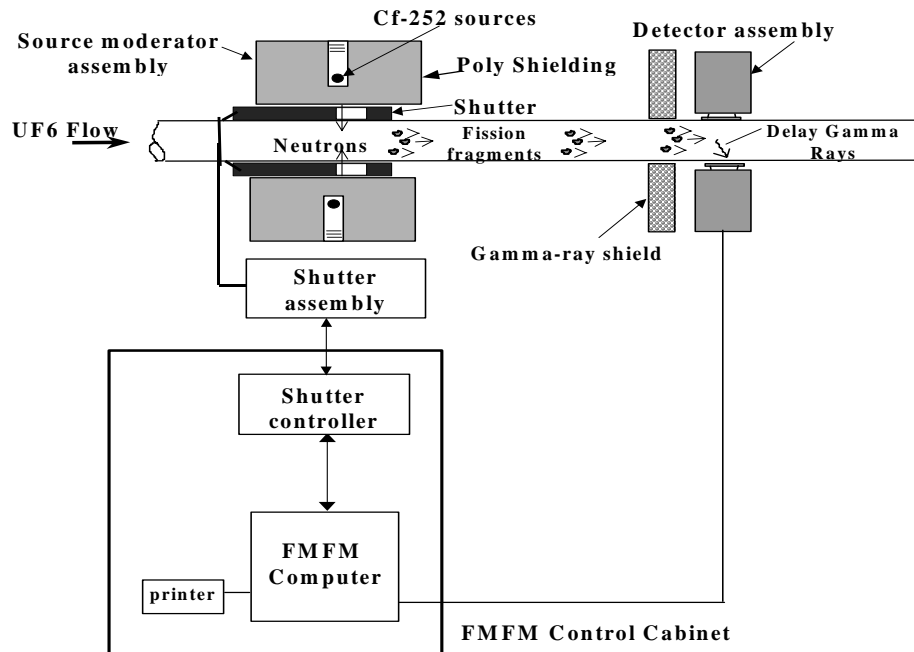 Cf-252 sources
Source moderator
assembly
Detector assembly
Poly Shielding
Shutter
UF6 Flow
Neutrons
Fission
fragments
Delay Gamma
Rays
Gamma-ray shield
Shutter
assembly
Shutter
controller
FMFM
Computer
printer
FMFM Control Cabinet